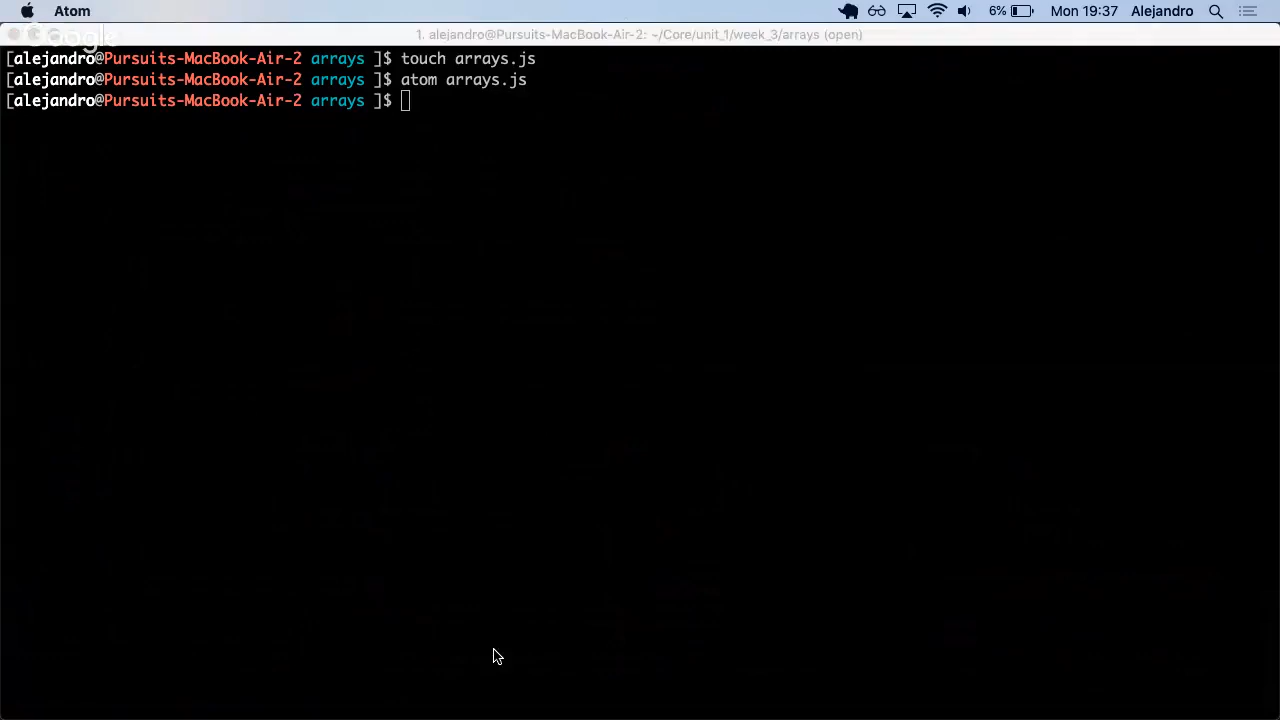 Atom 6% Mon 19:37 Alejandro
Google
1. alejandro@Pursuits-MacBook-Air-2: ~/Core/unit_1/week_3/arrays (open)
[alejandro@Pursuits-MacBook-Air-2 arrays ]$ touch arrays.js
[alejandro@Pursuits-MacBook-Air-2 arrays ]$ atom arrays.js
[alejandro@Pursuits-MacBook-Air-2 arrays ]$